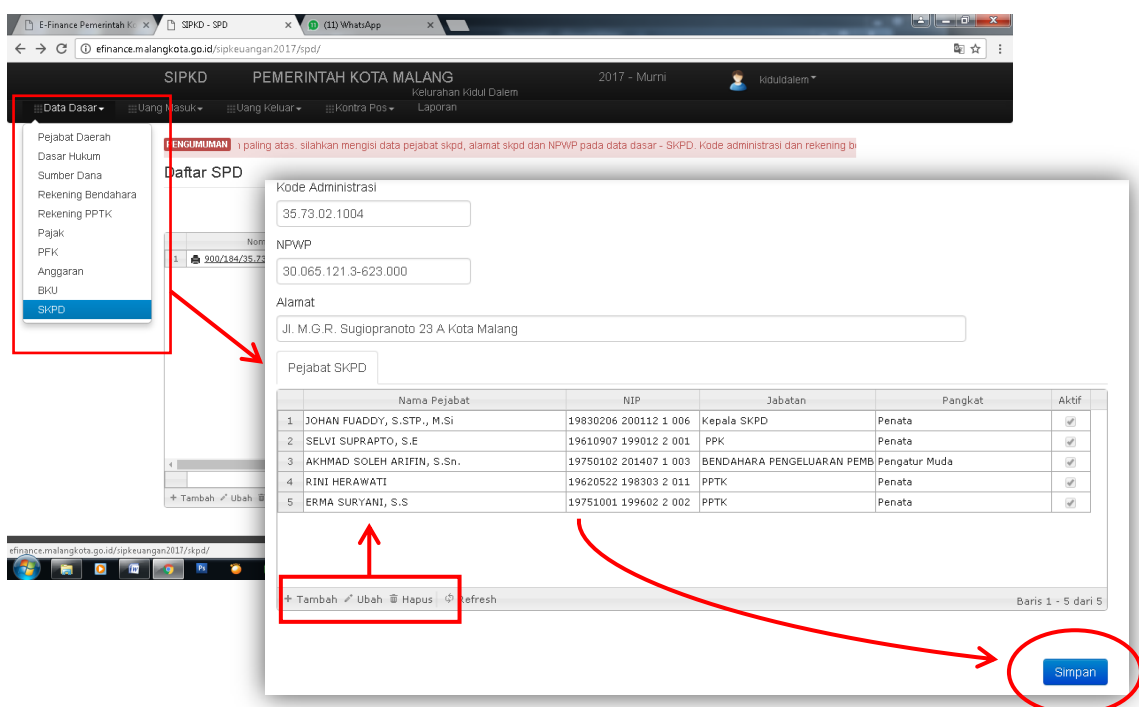 E-Finance Pemerintah Ko
SIPKD - SPD
(11) WhatsApp
efinance.malangkota.go.id/sipkeuangan2017/spd/
SIPKD PEMERINTAH KOTA MALANG 2017 - Murni kiduldalem
Kelurahan Kidul Dalem
Data Dasar Uang Masuk Uang Keluar Kontra Pos Laporan
Pejabat Daerah
Dasar Hukum
Sumber Dana
Rekening Bendahara
Rekening PPTK
Pajak
PFK
Anggaran
BKU
SKPD
PENGUMUMAN paling atas. silahkan mengisi data pejabat skpd, alamat skpd dan NPWP pada data dasar - SKPD. Kode administrasi dan rekening b
Daftar SPD
Nom
1 900/184/35.73
+ Tambah Ubah
efinance.malangkota.go.id/sipkeuangan2017/skpd/
Kode Administrasi
35.73.02.1004
NPWP
30.065.121.3-623.000
Alamat
Jl. M.G.R. Sugiopranoto 23 A Kota Malang
Pejabat SKPD
Nama Pejabat NIP Jabatan Pangkat Aktif
1 JOHAN FUADDY, S.STP., M.Si 19830206 200112 1 006 Kepala SKPD Penata
2 SELVI SUPRAPTO, S.E 19610907 199012 2 001 PPK Penata
3 AKHMAD SOLEH ARIFIN, S.Sn. 19750102 201407 1 003 BENDAHARA PENGELUARAN PEMB Pengatur Muda
4 RINI HERAWATI 19620522 198303 2 011 PPTK Penata
5 ERMA SURYANI, S.S 19751001 199602 2 002 PPTK Penata
+ Tambah Ubah Hapus Refresh Baris 1 - 5 dari 5
Simpan